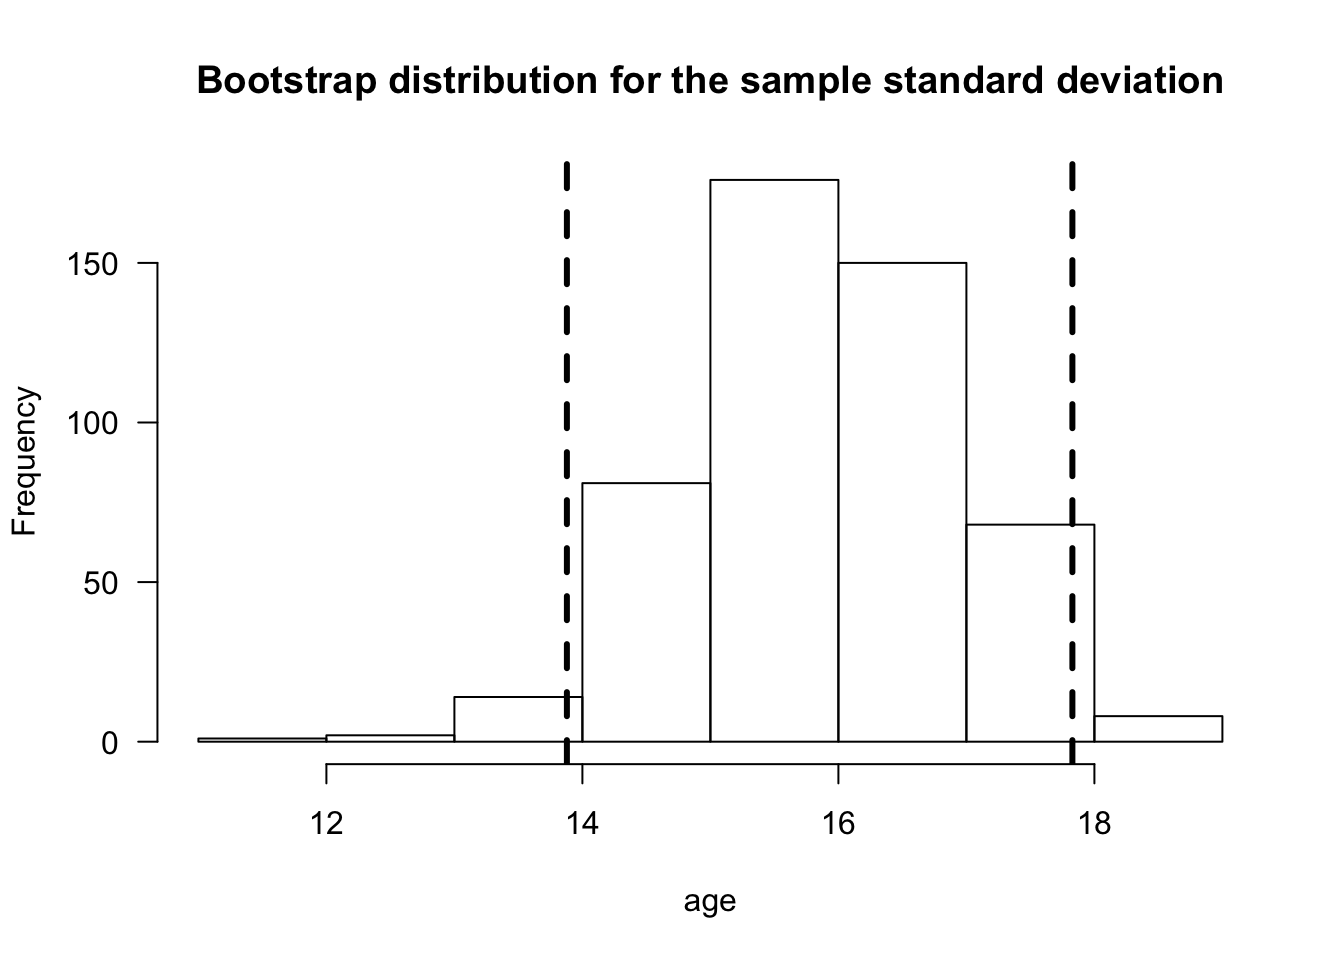 Bootstrap distribution for the sample standard deviation
Frequency
150
100
50
0
12 14 16 18
age